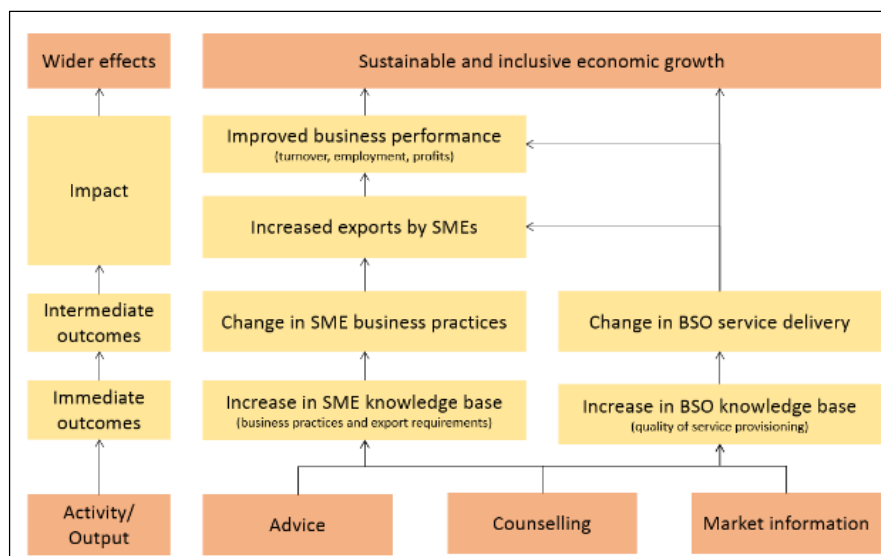 Wider effects
Sustainable and inclusive economic growth
Impact
Improved business performance
(turnover, employment, profits)
Increased exports by SMEs
Intermediate
outcomes
Change in SME business practices
Change in BSO service delivery
Immediate
outcomes
Increase in SME knowledge base
(business practices and export requirements)
Increase in BSO knowledge base
(quality of service provisioning)
Activity/
Output
Advice
Counselling
Market information